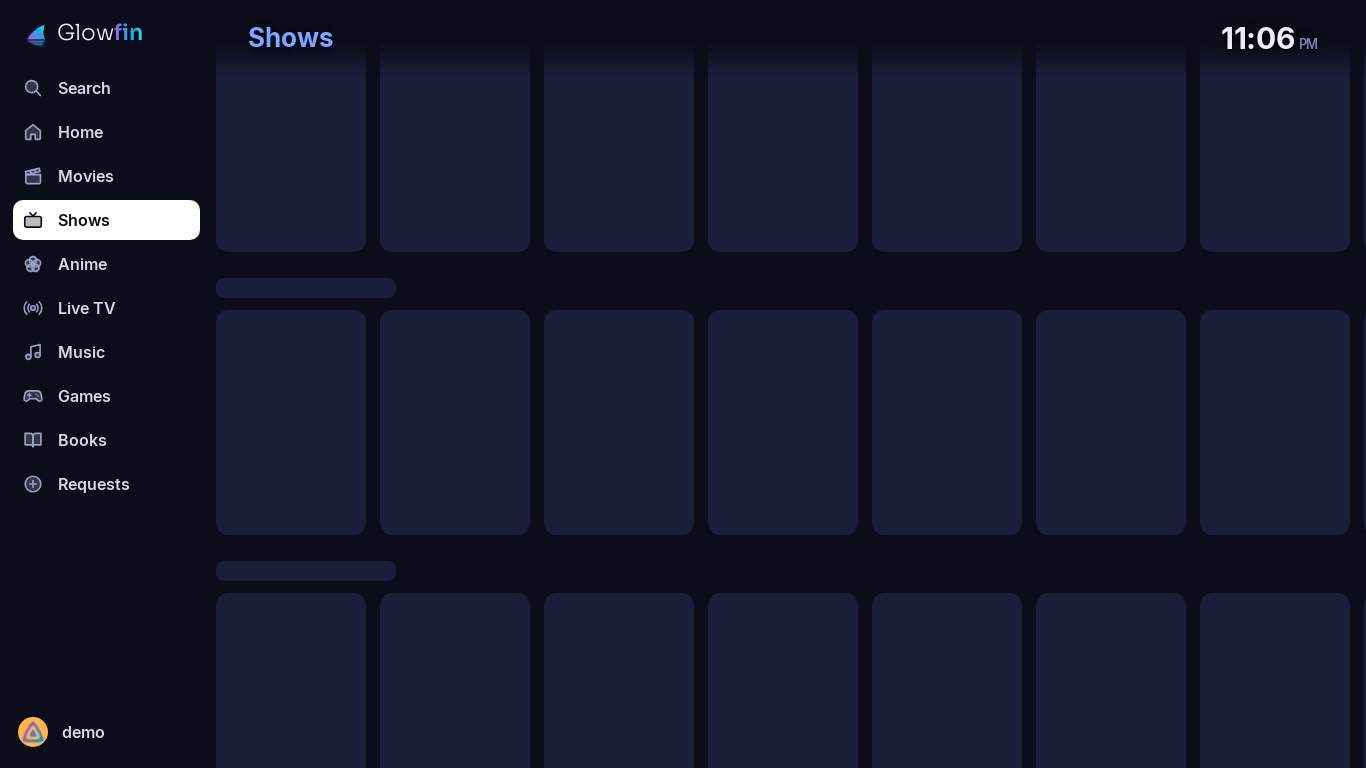 Glowfin
Search
Home
Movies
Shows
Anime
Live TV
Music
Games
Books
Requests
demo
Shows
11:06 PM